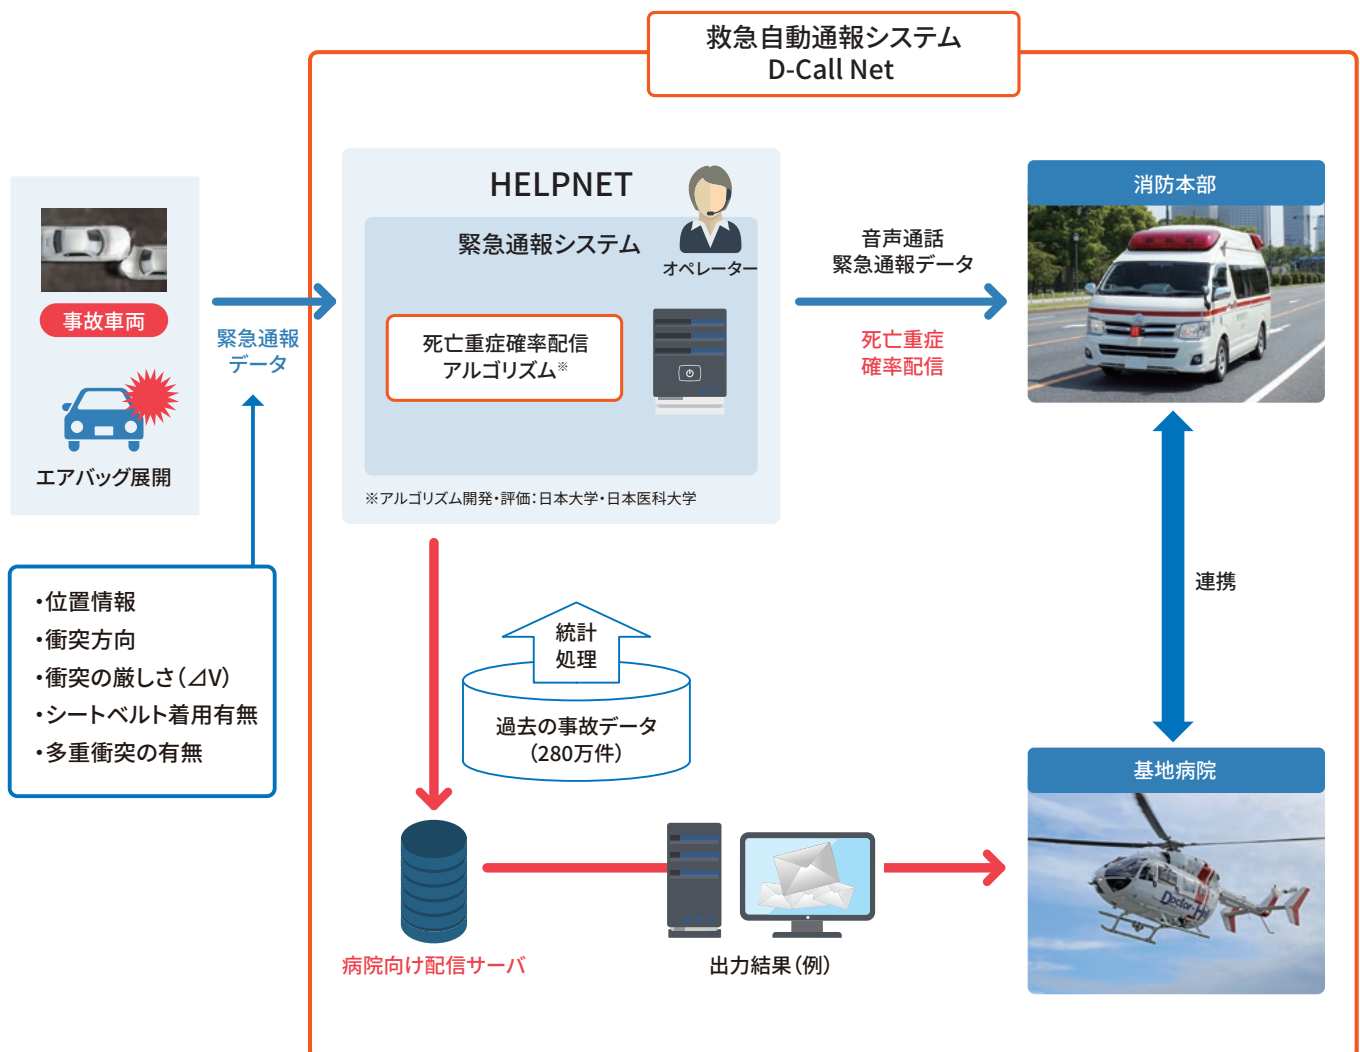 救急自動通報システム
D-Call Net
HELPNET
緊急通報システム
オペレーター
死亡重症確率配信
アルゴリズム※
※アルゴリズム開発・評価：日本大学・日本医科大学
事故車両
エアバッグ展開
緊急通報
データ
・位置情報
・衝突方向
・衝突の厳しさ（⊿V）
・シートベルト着用有無
・多重衝突の有無
音声通話
緊急通報データ
死亡重症
確率配信
消防本部
連携
統計
処理
過去の事故データ
（280万件）
基地病院
Doctor-Heli
病院向け配信サーバ
出力結果（例）